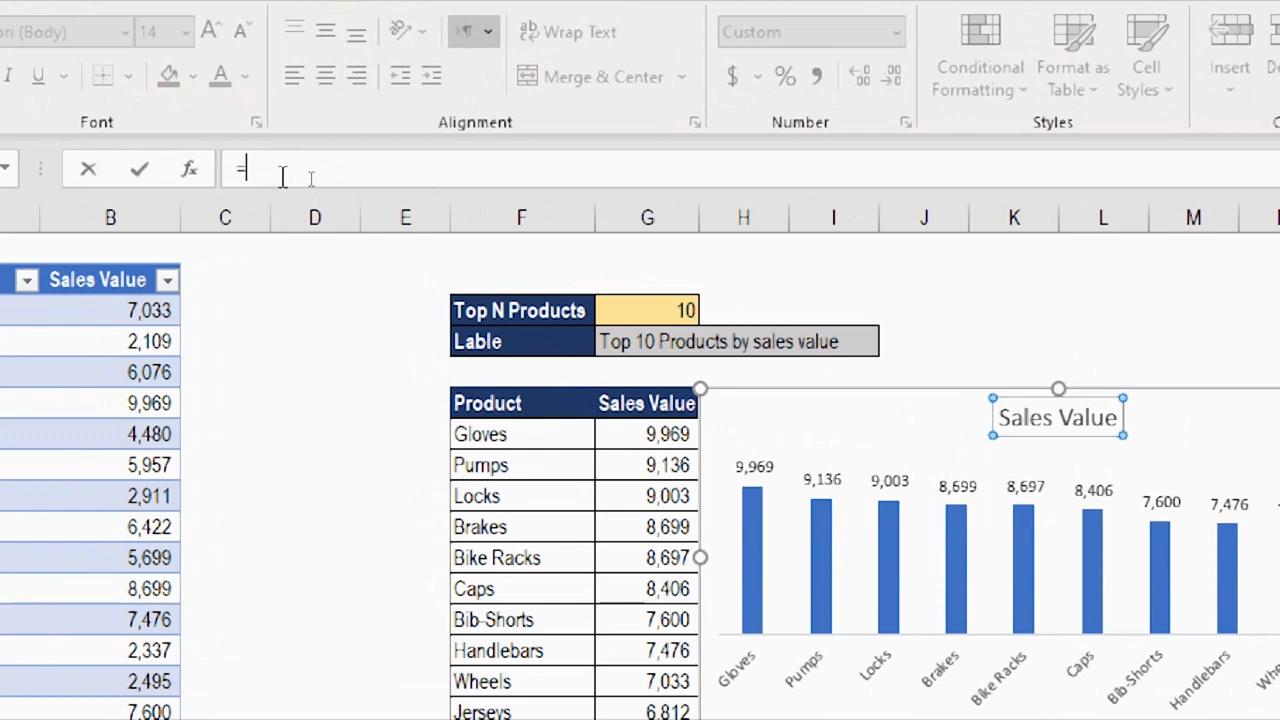 ri (Body) 14 A A Wrap Text Custom
I U A Merge & Center $ % , Conditional Formatting Format as Table Cell Styles Insert
Font Alignment Number Styles
fx =
B C D E F G H I J K L M
Sales Value
7,033 Top N Products 10
2,109 Lable Top 10 Products by sales value
6,076
9,969 Product Sales Value Sales Value
4,480 Gloves 9,969
5,957 Pumps 9,136 9,969 9,136 9,003 8,699 8,697 8,406 7,600 7,476
2,911 Locks 9,003
6,422 Brakes 8,699
5,699 Bike Racks 8,697
8,699 Caps 8,406
7,476 Bib-Shorts 7,600
2,337 Handlebars 7,476
2,495 Wheels 7,033 Gloves Pumps Locks Brakes Bike Racks Caps Bib-Shorts Handlebars
7,600 Jerseys 6,812